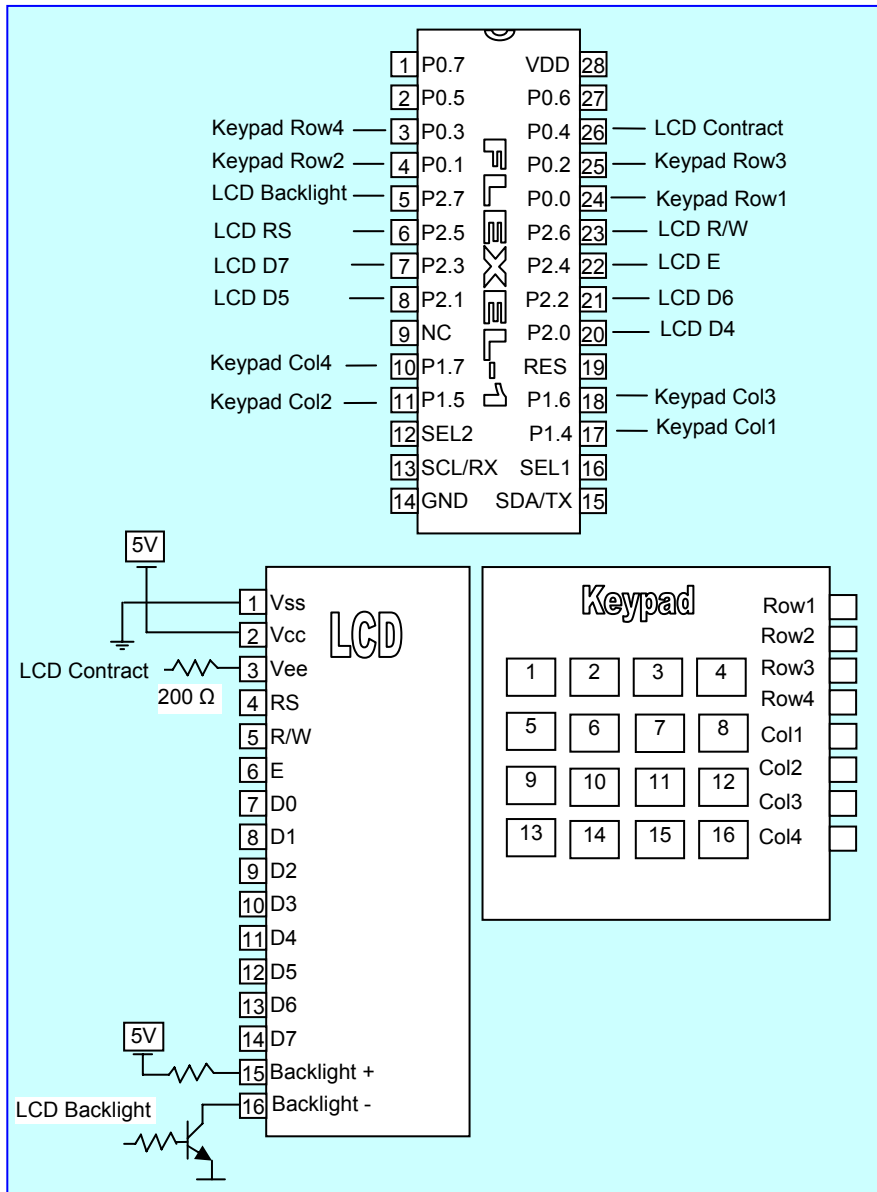 1 P0.7 VDD 28
2 P0.5 P0.6 27
Keypad Row4 3 P0.3 P0.4 26 LCD Contract
Keypad Row2 4 P0.1 P0.2 25 Keypad Row3
LCD Backlight 5 P2.7 P0.0 24 Keypad Row1
LCD RS 6 P2.5 P2.6 23 LCD R/W
LCD D7 7 P2.3 P2.4 22 LCD E
LCD D5 8 P2.1 P2.2 21 LCD D6
9 NC P2.0 20 LCD D4
Keypad Col4 10 P1.7 RES 19
Keypad Col2 11 P1.5 P1.6 18 Keypad Col3
12 SEL2 P1.4 17 Keypad Col1
13 SCL/RX SEL1 16
14 GND SDA/TX 15
FLEXEL-1
5V
1 Vss
2 Vcc
LCD Contract 3 Vee
200 Ω
4 RS
5 R/W
6 E
7 D0
8 D1
9 D2
10 D3
11 D4
12 D5
13 D6
14 D7
5V
15 Backlight +
LCD Backlight 16 Backlight -
LCD
Keypad
Row1
Row2
Row3
Row4
Col1
Col2
Col3
Col4
1 2 3 4
5 6 7 8
9 10 11 12
13 14 15 16